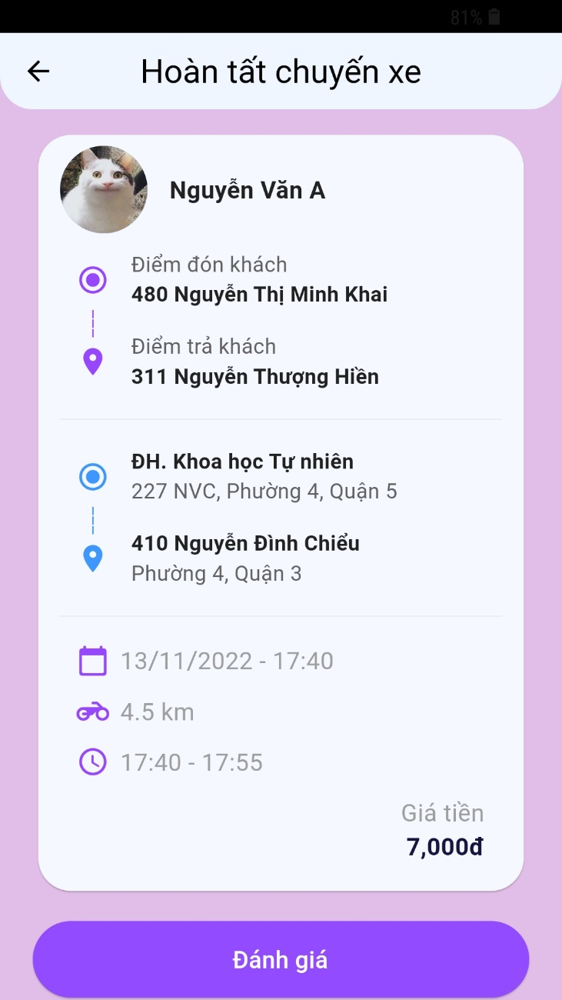 81%
Hoàn tất chuyến xe
Nguyễn Văn A
Điểm đón khách
480 Nguyễn Thị Minh Khai
Điểm trả khách
311 Nguyễn Thượng Hiền
ĐH. Khoa học Tự nhiên
227 NVC, Phường 4, Quận 5
410 Nguyễn Đình Chiểu
Phường 4, Quận 3
13/11/2022 - 17:40
4.5 km
17:40 - 17:55
Giá tiền
7,000đ
Đánh giá